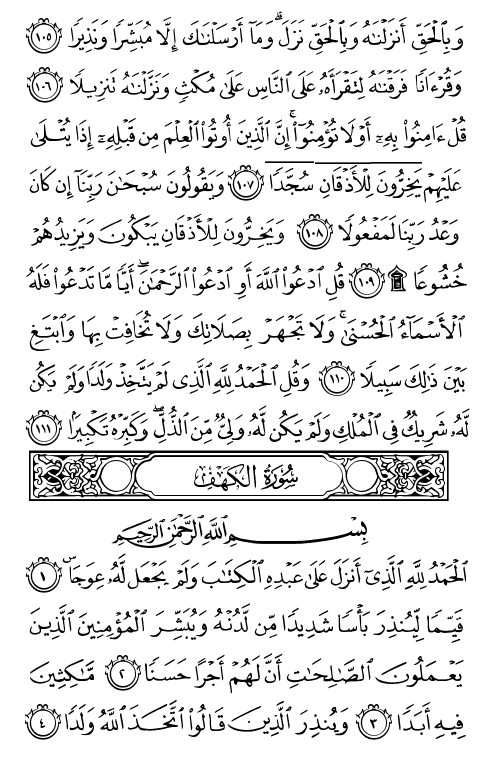 وَبِٱلْحَقِّ أَنزَلْنَٰهُ وَبِٱلْحَقِّ نَزَلَ ۗ وَمَآ أَرْسَلْنَٰكَ إِلَّا مُبَشِّرًا وَنَذِيرًا ١٠٥
وَقُرْءَانًا فَرَقْنَٰهُ لِتَقْرَأَهُۥ عَلَى ٱلنَّاسِ عَلَىٰ مُكْثٍ وَنَزَّلْنَٰهُ تَنزِيلًا ١٠٦
قُلْ ءَامِنُوا۟ بِهِۦٓ أَوْ لَا تُؤْمِنُوٓا۟ ۚ إِنَّ ٱلَّذِينَ أُوتُوا۟ ٱلْعِلْمَ مِن قَبْلِهِۦٓ إِذَا يُتْلَىٰ
عَلَيْهِمْ يَخِرُّونَ لِلْأَذْقَانِ سُجَّدًا ١٠٧ وَيَقُولُونَ سُبْحَٰنَ رَبِّنَآ إِن كَانَ
وَعْدُ رَبِّنَا لَمَفْعُولًا ١٠٨ وَيَخِرُّونَ لِلْأَذْقَانِ يَبْكُونَ وَيَزِيدُهُمْ
خُشُوعًا ۩ ١٠٩ قُلِ ٱدْعُوا۟ ٱللَّهَ أَوِ ٱدْعُوا۟ ٱلرَّحْمَٰنَ ۖ أَيًّا مَّا تَدْعُوا۟ فَلَهُ
ٱلْأَسْمَآءُ ٱلْحُسْنَىٰ ۚ وَلَا تَجْهَرْ بِصَلَاتِكَ وَلَا تُخَافِتْ بِهَا وَٱبْتَغِ
بَيْنَ ذَٰلِكَ سَبِيلًا ١١٠ وَقُلِ ٱلْحَمْدُ لِلَّهِ ٱلَّذِى لَمْ يَتَّخِذْ وَلَدًا وَلَمْ يَكُن
لَّهُۥ شَرِيكٌ فِى ٱلْمُلْكِ وَلَمْ يَكُن لَّهُۥ وَلِىٌّ مِّنَ ٱلذُّلِّ ۖ وَكَبِّرْهُ تَكْبِيرًۢا ١١١
سُورَةُ الكَهْفِ
بِسْمِ ٱللَّهِ ٱلرَّحْمَٰنِ ٱلرَّحِيمِ
ٱلْحَمْدُ لِلَّهِ ٱلَّذِىٓ أَنزَلَ عَلَىٰ عَبْدِهِ ٱلْكِتَٰبَ وَلَمْ يَجْعَل لَّهُۥ عِوَجَا ۜ ١
قَيِّمًا لِّيُنذِرَ بَأْسًا شَدِيدًا مِّن لَّدُنْهُ وَيُبَشِّرَ ٱلْمُؤْمِنِينَ ٱلَّذِينَ
يَعْمَلُونَ ٱلصَّٰلِحَٰتِ أَنَّ لَهُمْ أَجْرًا حَسَنًا ٢ مَّٰكِثِينَ
فِيهِ أَبَدًا ٣ وَيُنذِرَ ٱلَّذِينَ قَالُوا۟ ٱتَّخَذَ ٱللَّهُ وَلَدًا ٤